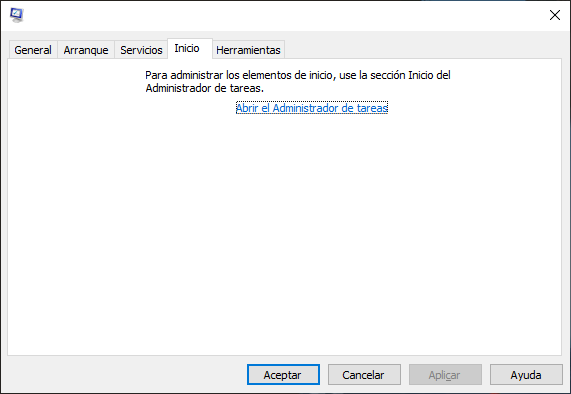 General Arranque Servicios Inicio Herramientas
Para administrar los elementos de inicio, use la sección Inicio del
Administrador de tareas.
Abrir el Administrador de tareas
Aceptar Cancelar Aplicar Ayuda